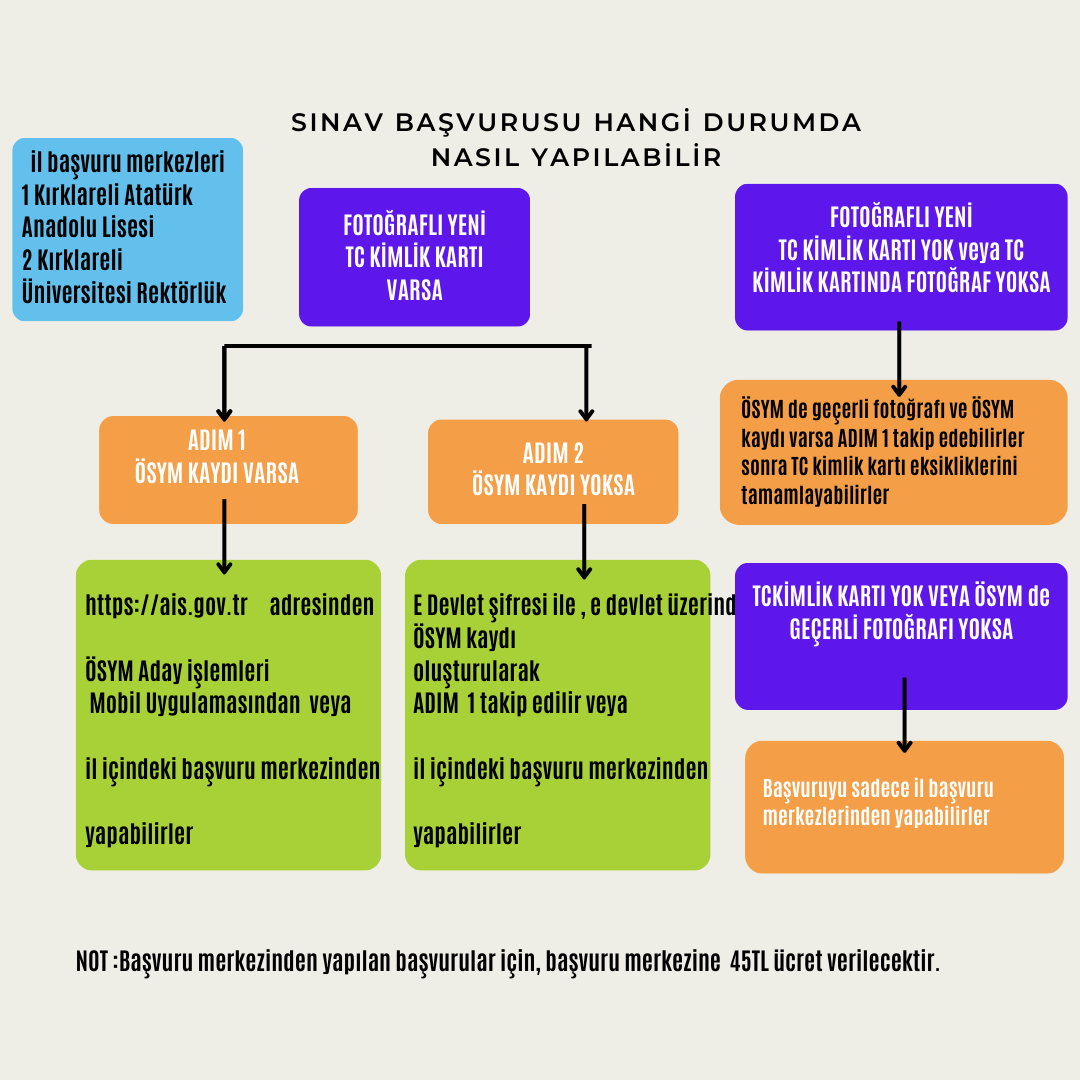 SINAV BAŞVURUSU HANGİ DURUMDA
NASIL YAPILABİLİR
il başvuru merkezleri
1 Kırklareli Atatürk
Anadolu Lisesi
2 Kırklareli
Üniversitesi Rektörlük
FOTOĞRAFLI YENİ
TC KİMLİK KARTI
VARSA
FOTOĞRAFLI YENİ
TC KİMLİK KARTI YOK veya TC
KİMLİK KARTINDA FOTOĞRAF YOKSA
ADIM 1
ÖSYM KAYDI VARSA
ADIM 2
ÖSYM KAYDI YOKSA
ÖSYM de geçerli fotoğrafı ve ÖSYM
kaydı varsa ADIM 1 takip edebilirler
sonra TC kimlik kartı eksikliklerini
tamamlayabilirler
https://ais.gov.tr adresinden
ÖSYM Aday işlemleri
Mobil Uygulamasından veya
il içindeki başvuru merkezinden
yapabilirler
E Devlet şifresi ile , e devlet üzerind
ÖSYM kaydı
oluşturularak
ADIM 1 takip edilir veya
il içindeki başvuru merkezinden
yapabilirler
TCKİMLİK KARTI YOK VEYA ÖSYM de
GEÇERLİ FOTOĞRAFI YOKSA
Başvuruyu sadece il başvuru
merkezlerinden yapabilirler
NOT :Başvuru merkezinden yapılan başvurular için, başvuru merkezine 45TL ücret verilecektir.